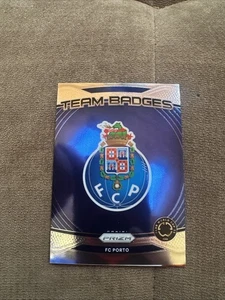 TEAM BADGES
FCP
PRIZM
FC PORTO